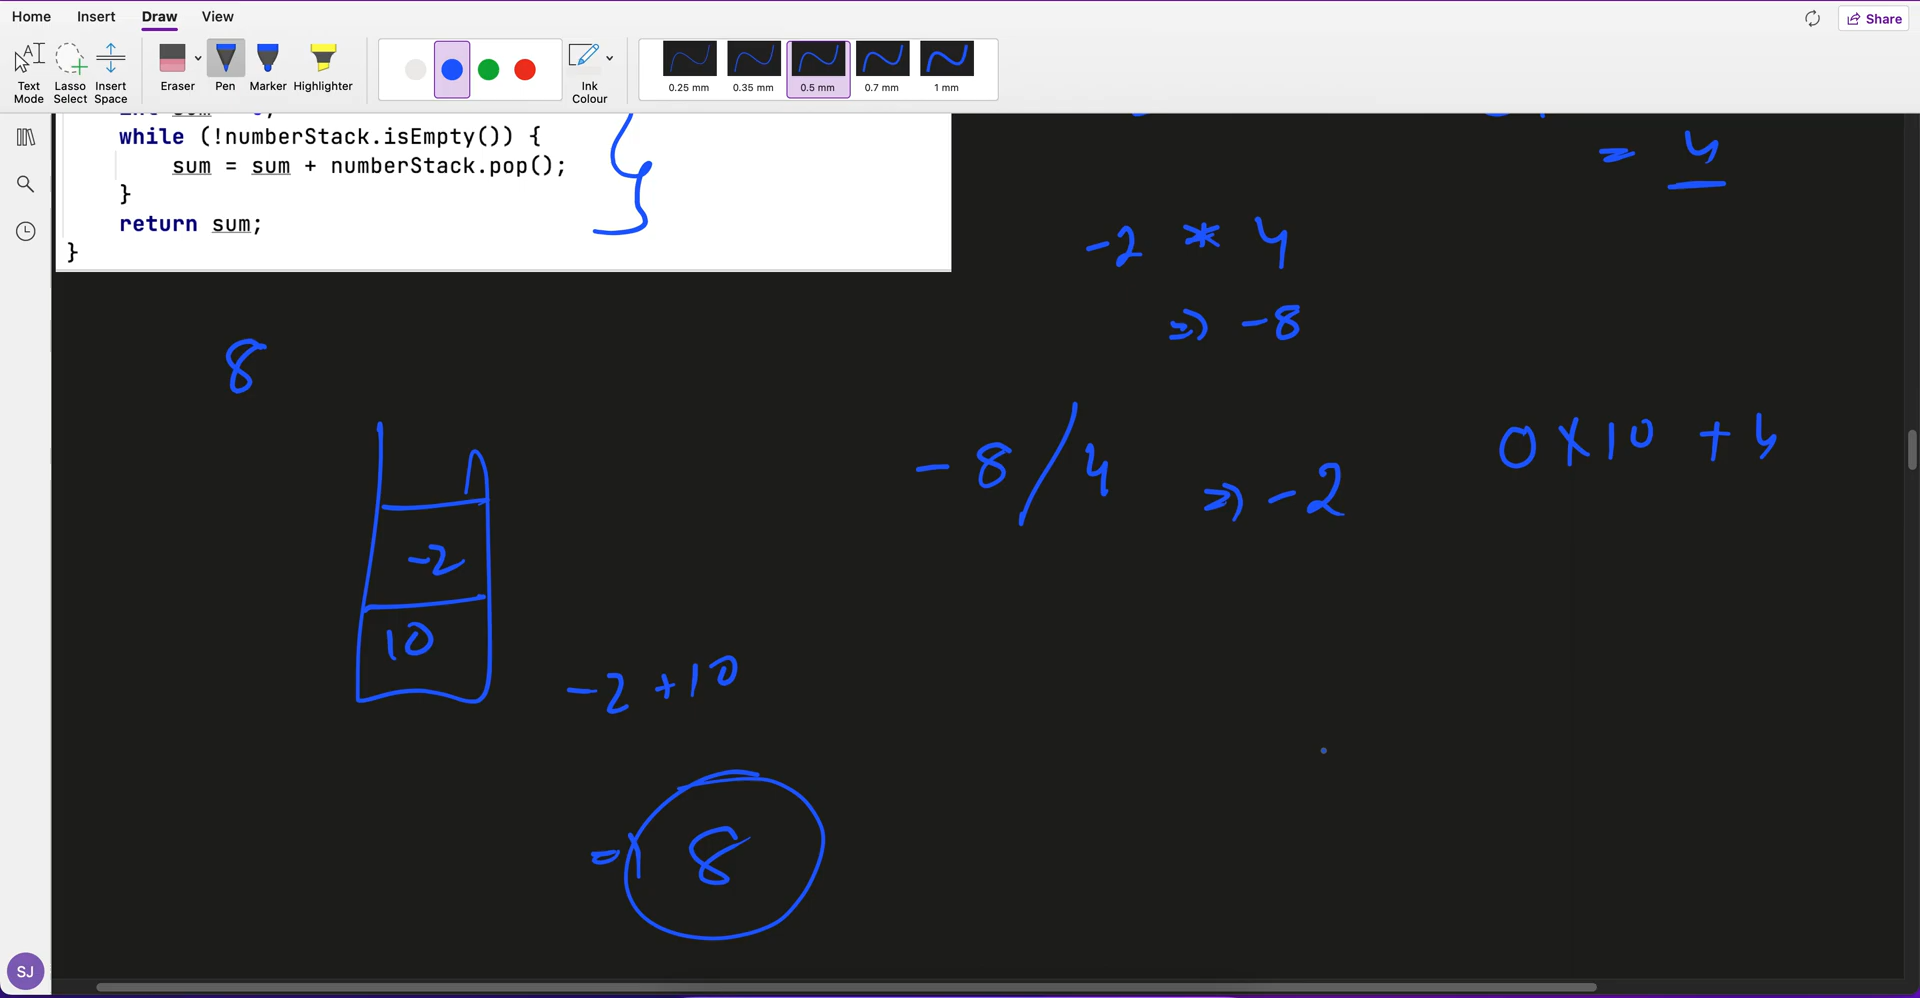 Home Insert Draw View
Share
Text Mode
Lasso Select
Insert Space
Eraser
Pen
Marker
Highlighter
Ink Colour
0.25 mm 0.35 mm 0.5 mm 0.7 mm 1 mm
while (!numberStack.isEmpty()) {
sum = sum + numberStack.pop();
}
return sum;
}
= 4
-2 * 4
=> -8
8
-8/4 => -2
0 X 10 + 4
-2
10
-2 +10
=> 8
SJ